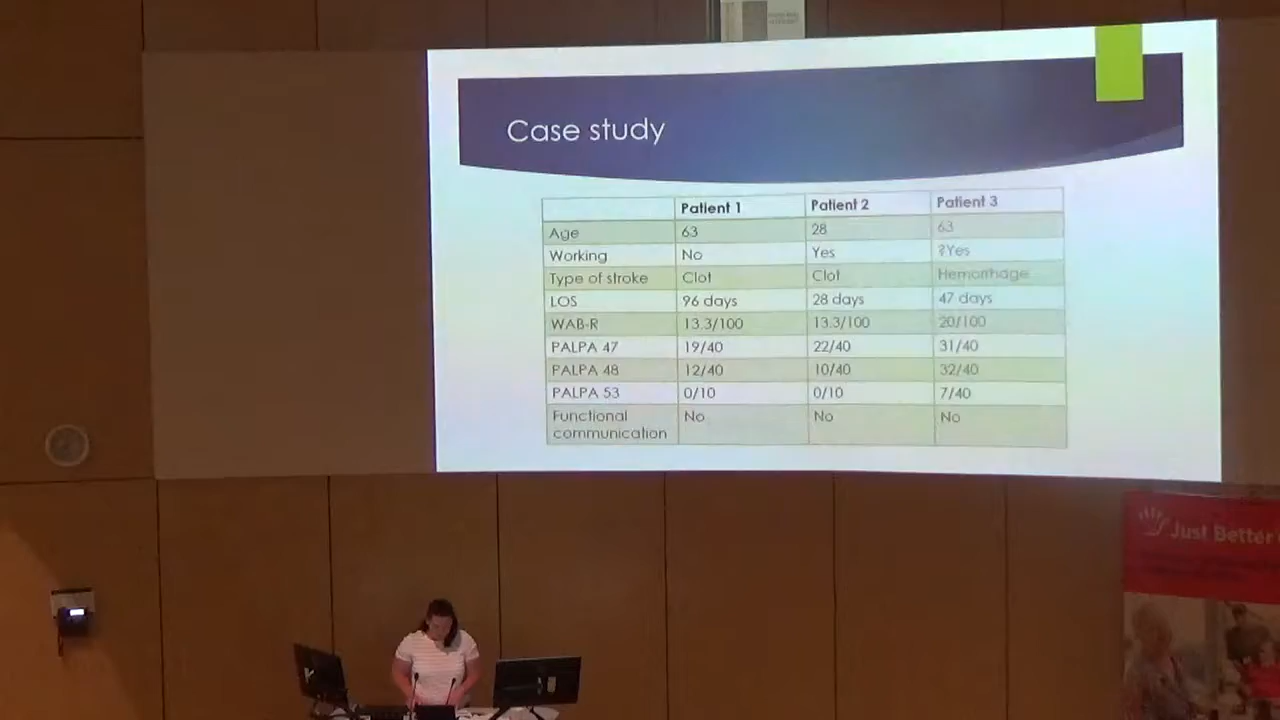 Case study
Patient 1 Patient 2 Patient 3
Age 63 28 63
Working No Yes ?Yes
Type of stroke Clot Clot Hemorrhage
LOS 96 days 28 days 47 days
WAB-R 13.3/100 13.3/100 20/100
PALPA 47 19/40 22/40 31/40
PALPA 48 12/40 10/40 32/40
PALPA 53 0/10 0/10 7/40
Functional No No No
communication
Just Better